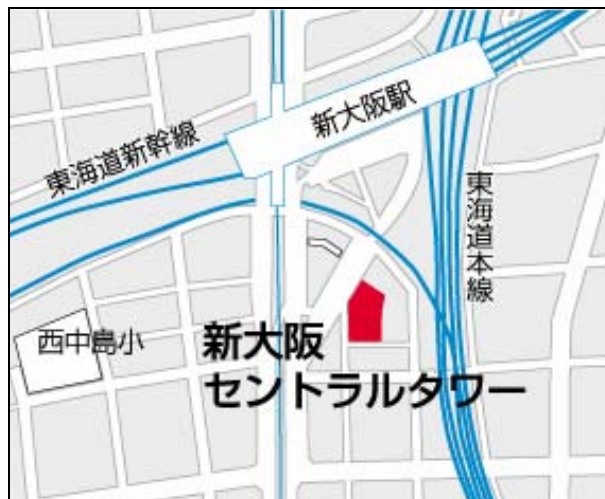 新大阪駅
東海道新幹線
東海道本線
西中島小
新大阪
セントラルタワー